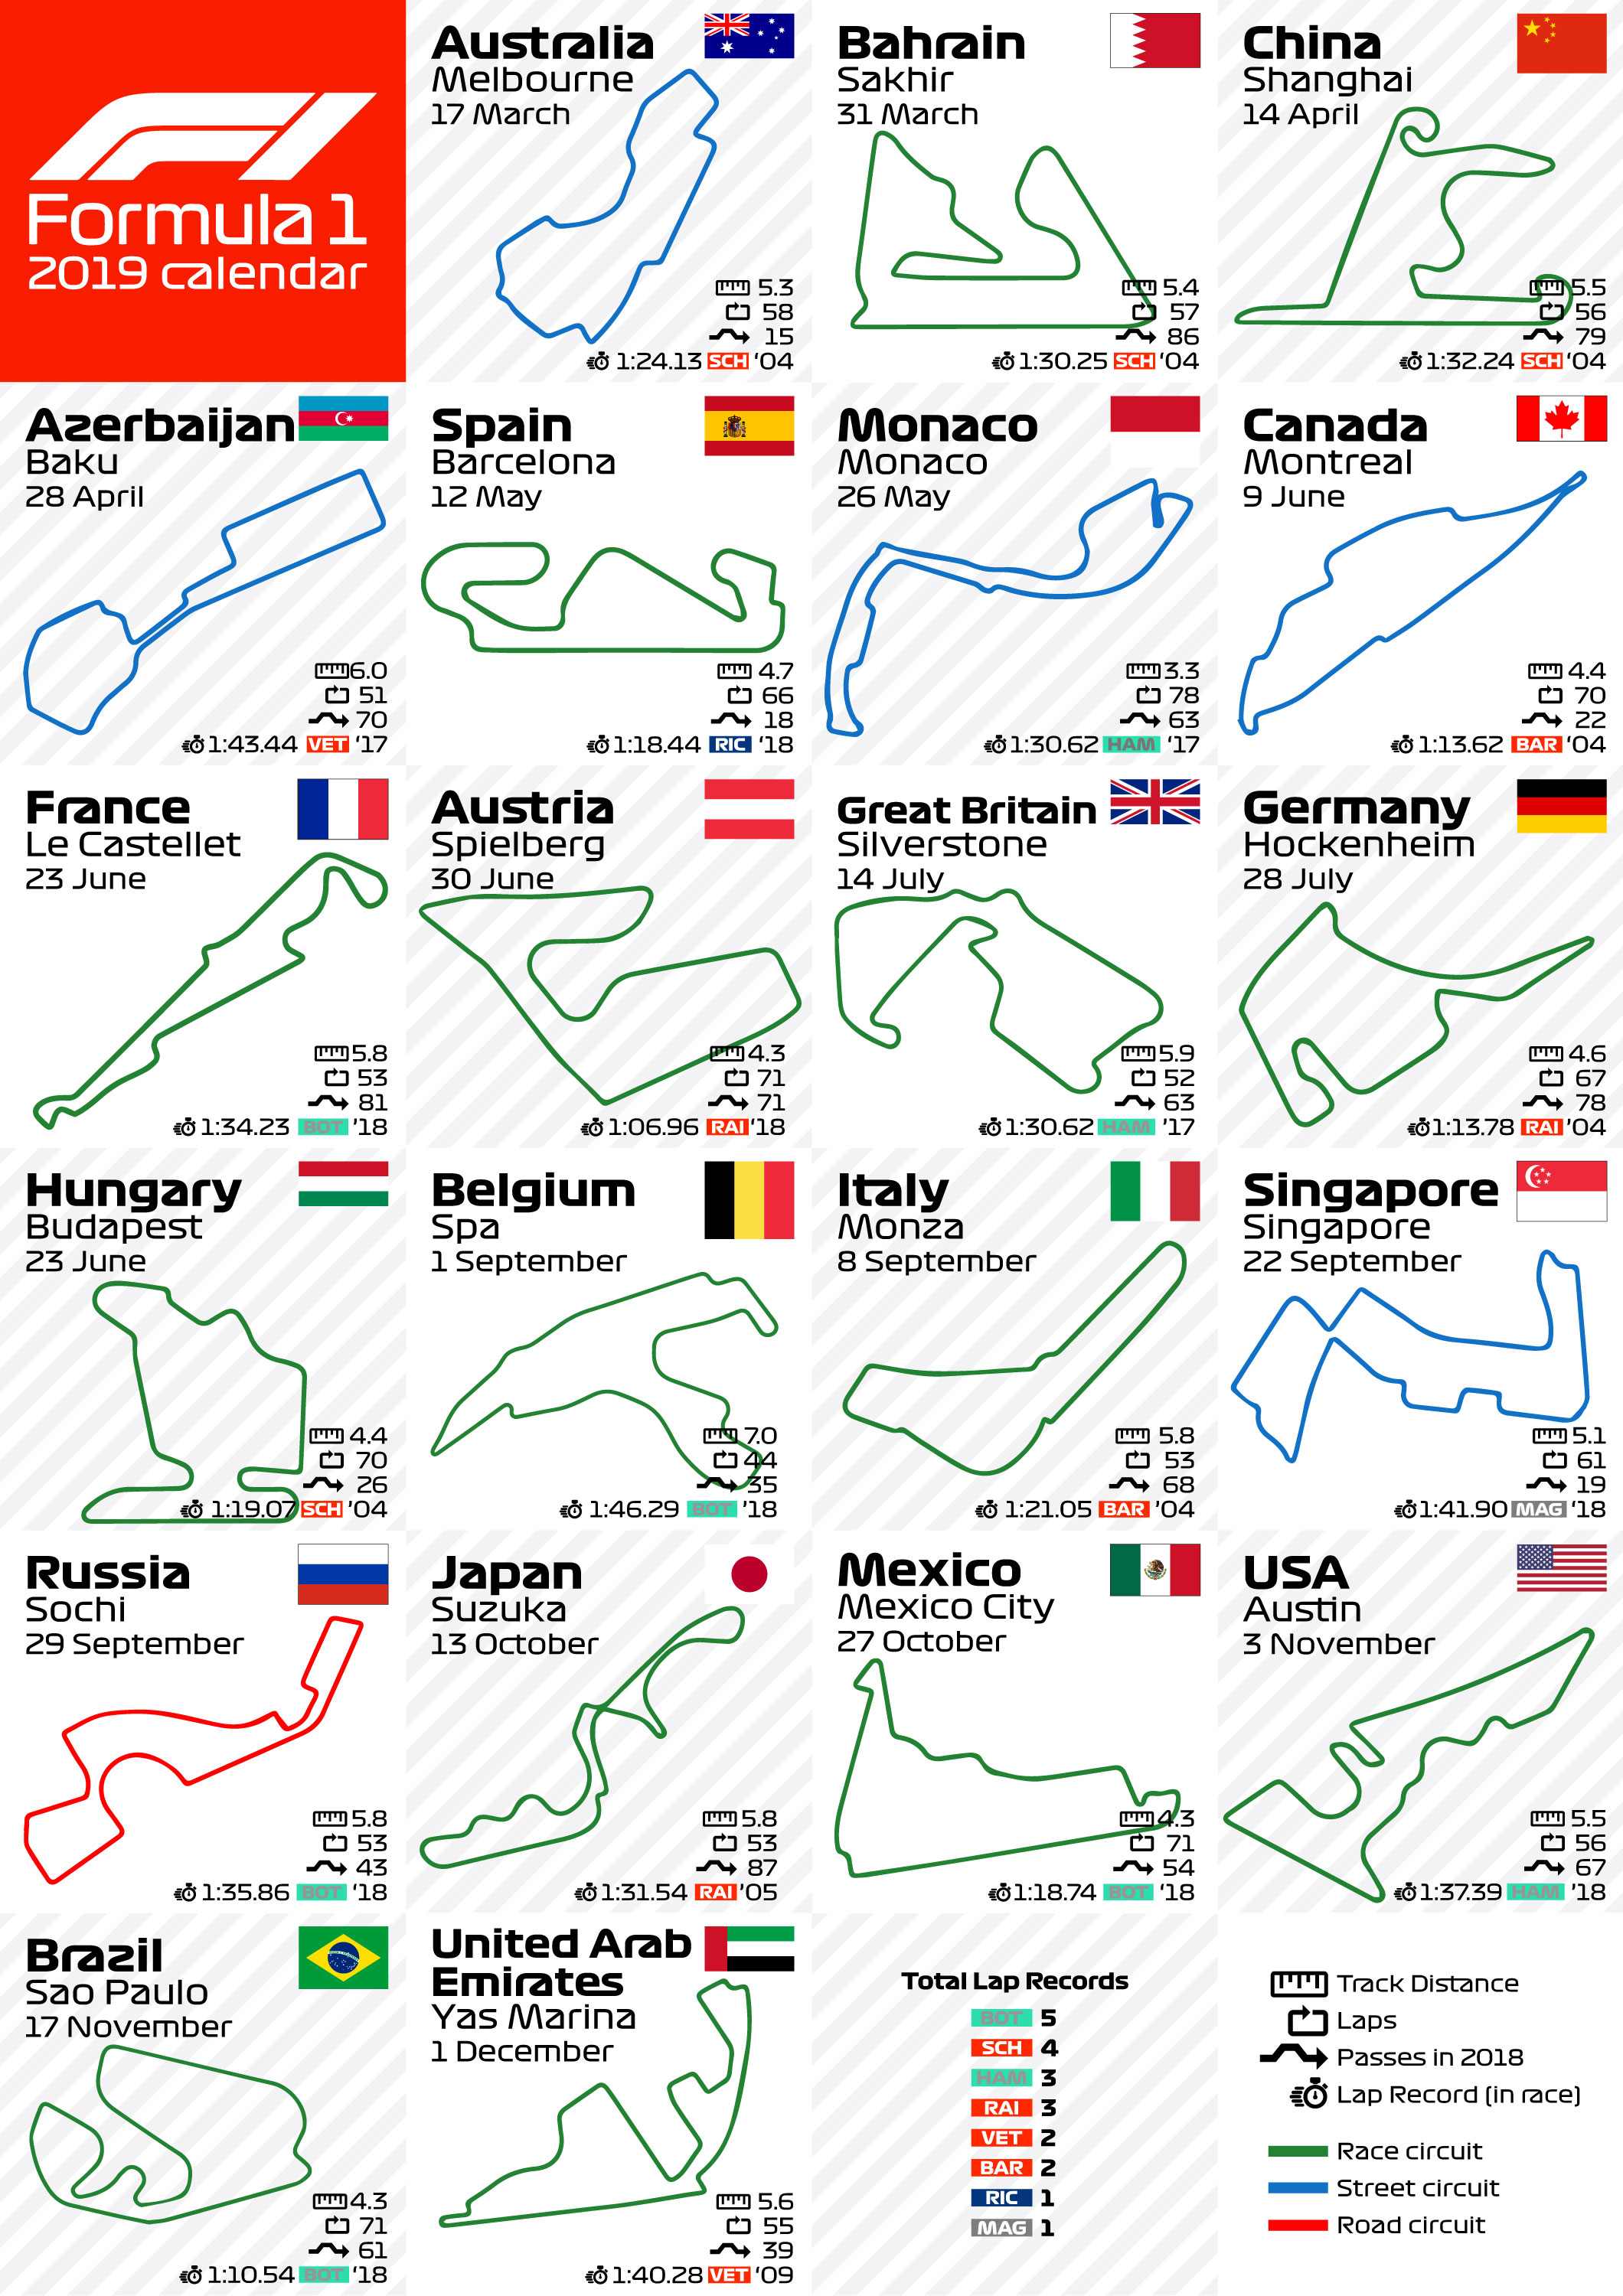 Formula 1
2019 calendar
Australia
Melbourne
17 March
5.3
58
15
1:24.13 SCH '04
Bahrain
Sakhir
31 March
5.4
57
86
1:30.25 SCH '04
China
Shanghai
14 April
5.5
56
79
1:32.24 SCH '04
Azerbaijan
Baku
28 April
6.0
51
70
1:43.44 VET '17
Spain
Barcelona
12 May
4.7
66
18
1:18.44 RIC '18
Monaco
Monaco
26 May
3.3
78
63
1:30.62 HAM '17
Canada
Montreal
9 June
4.4
70
22
1:13.62 BAR '04
France
Le Castellet
23 June
5.8
53
81
1:34.23 BOT '18
Austria
Spielberg
30 June
4.3
71
71
1:06.96 RAI '18
Great Britain
Silverstone
14 July
5.9
52
63
1:30.62 HAM '17
Germany
Hockenheim
28 July
4.6
67
78
1:13.78 RAI '04
Hungary
Budapest
23 June
4.4
70
26
1:19.07 SCH '04
Belgium
Spa
1 September
7.0
44
35
1:46.29 BOT '18
Italy
Monza
8 September
5.8
53
68
1:21.05 BAR '04
Singapore
Singapore
22 September
5.1
61
19
1:41.90 MAG '18
Russia
Sochi
29 September
5.8
53
43
1:35.86 BOT '18
Japan
Suzuka
13 October
5.8
53
87
1:31.54 RAI '05
Mexico
Mexico City
27 October
4.3
71
54
1:18.74 BOT '18
USA
Austin
3 November
5.5
56
67
1:37.39 HAM '18
Brazil
Sao Paulo
17 November
4.3
71
61
1:10.54 BOT '18
United Arab
Emirates
Yas Marina
1 December
5.6
55
39
1:40.28 VET '09
Total Lap Records
BOT 5
SCH 4
HAM 3
RAI 3
VET 2
BAR 2
RIC 1
MAG 1
Track Distance
Laps
Passes in 2018
Lap Record (in race)
Race circuit
Street circuit
Road circuit